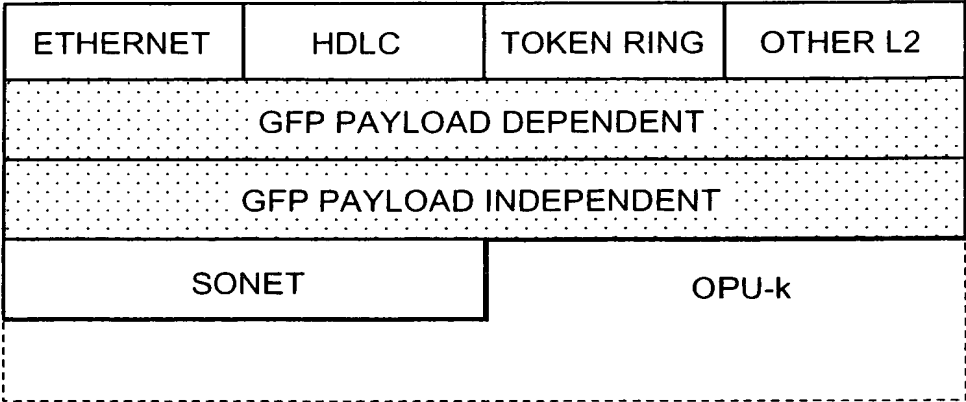 ETHERNET HDLC TOKEN RING OTHER L2
GFP PAYLOAD DEPENDENT
GFP PAYLOAD INDEPENDENT
SONET OPU-k